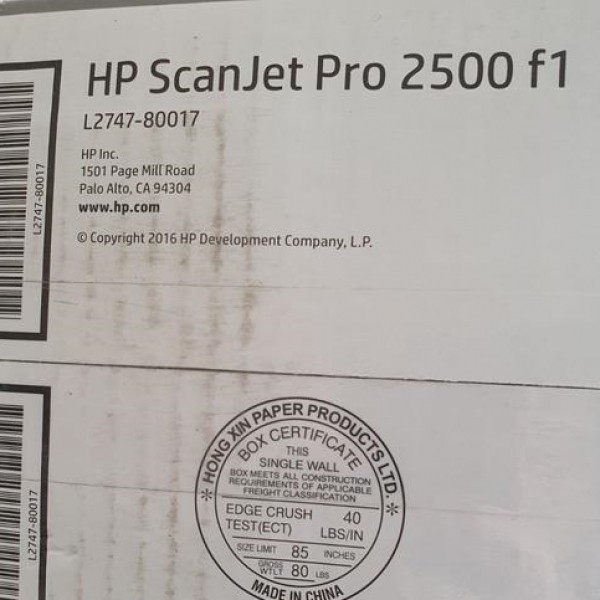 HP ScanJet Pro 2500 f1
L2747-80017
HP Inc.
1501 Page Mill Road
Palo Alto, CA 94304
www.hp.com
© Copyright 2016 HP Development Company, L.P.
L2747-80017
L2747-80017
* HONG XIN PAPER PRODUCTS LTD. *
BOX CERTIFICATE
THIS
SINGLE WALL
BOX MEETS ALL CONSTRUCTION
REQUIREMENTS OF APPLICABLE
FREIGHT CLASSIFICATION
EDGE CRUSH 40
TEST(ECT) LBS/IN
SIZE LIMIT 85 INCHES
GROSS
WTLT 80 LBS
MADE IN CHINA